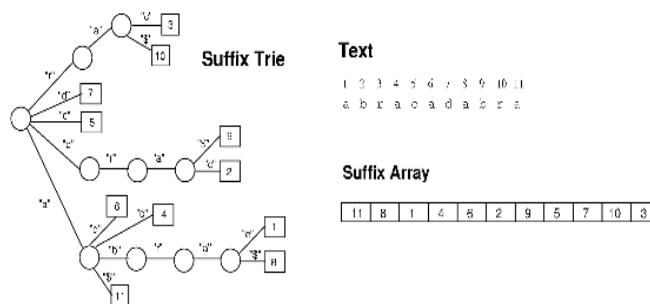 "a"
3
"$"
10
"r"
Suffix Trie
"d"
7
"c"
5
9
"r"
"a"
2
"a"
6
4
"b"
"a"
1
"$"
8
"$"
11
Text
1 2 3 4 5 6 7 8 9 10 11
a b r a c a d a b r a
Suffix Array
11 8 1 4 6 2 9 5 7 10 3